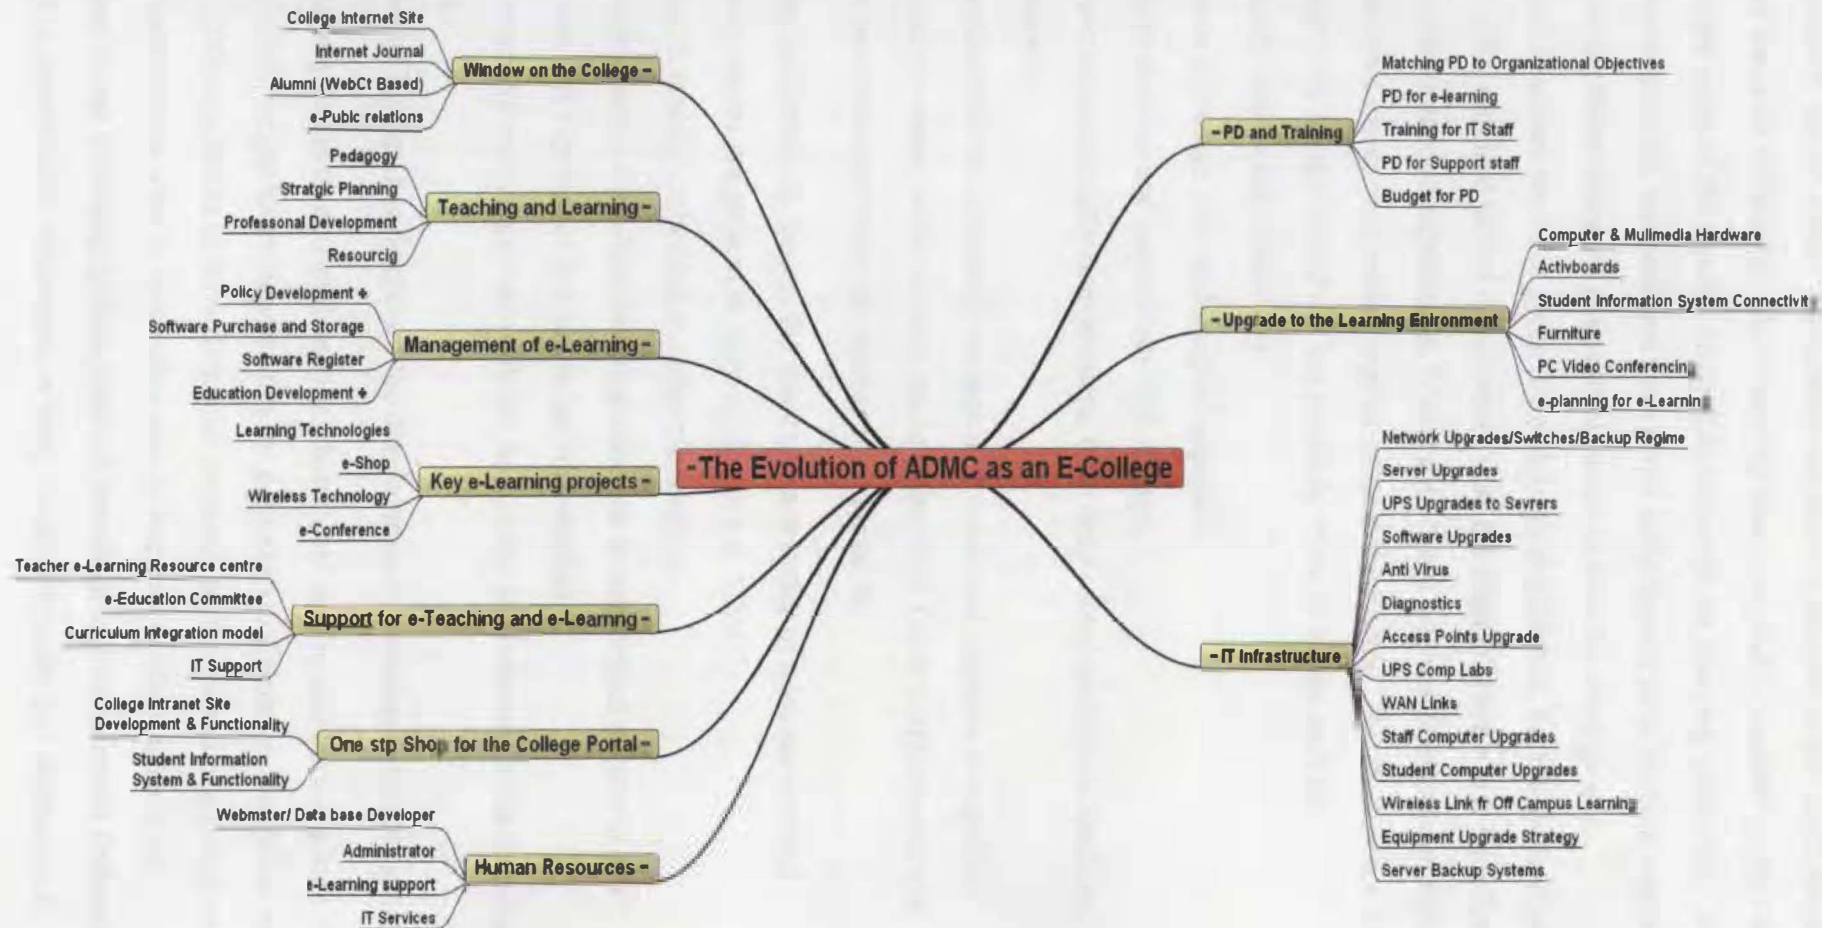 College Internet Site
Internet Journal
Alumni (WebCt Based)
e-Pubic relations
Window on the College -
Pedagogy
Stratgic Planning
Professonal Development
Resourcig
Teaching and Learning -
Policy Development +
Software Purchase and Storage
Software Register
Education Development +
Management of e-Learning -
Learning Technologies
e-Shop
Wireless Technology
e-Conference
Key e-Learning projects -
Teacher e-Learning Resource centre
e-Education Committee
Curriculum Integration model
IT Support
Support for e-Teaching and e-Learnng -
College Intranet Site
Development & Functionality
Student Information
System & Functionality
One stp Shop for the College Portal -
Webmster/ Data base Developer
Administrator
e-Learning support
IT Services
Human Resources -
- The Evolution of ADMC as an E-College
- PD and Training
Matching PD to Organizational Objectives
PD for e-learning
Training for IT Staff
PD for Support staff
Budget for PD
- Upgrade to the Learning Enironment
Computer & Mulimedia Hardware
Activboards
Student Information System Connectivit
Furniture
PC Video Conferencing
e-planning for e-Learnin
- IT Infrastructure
Network Upgrades/Switches/Backup Regime
Server Upgrades
UPS Upgrades to Sevrers
Software Upgrades
Anti Virus
Diagnostics
Access Points Upgrade
UPS Comp Labs
WAN Links
Staff Computer Upgrades
Student Computer Upgrades
Wireless Link fr Off Campus Learning
Equipment Upgrade Strategy
Server Backup Systems